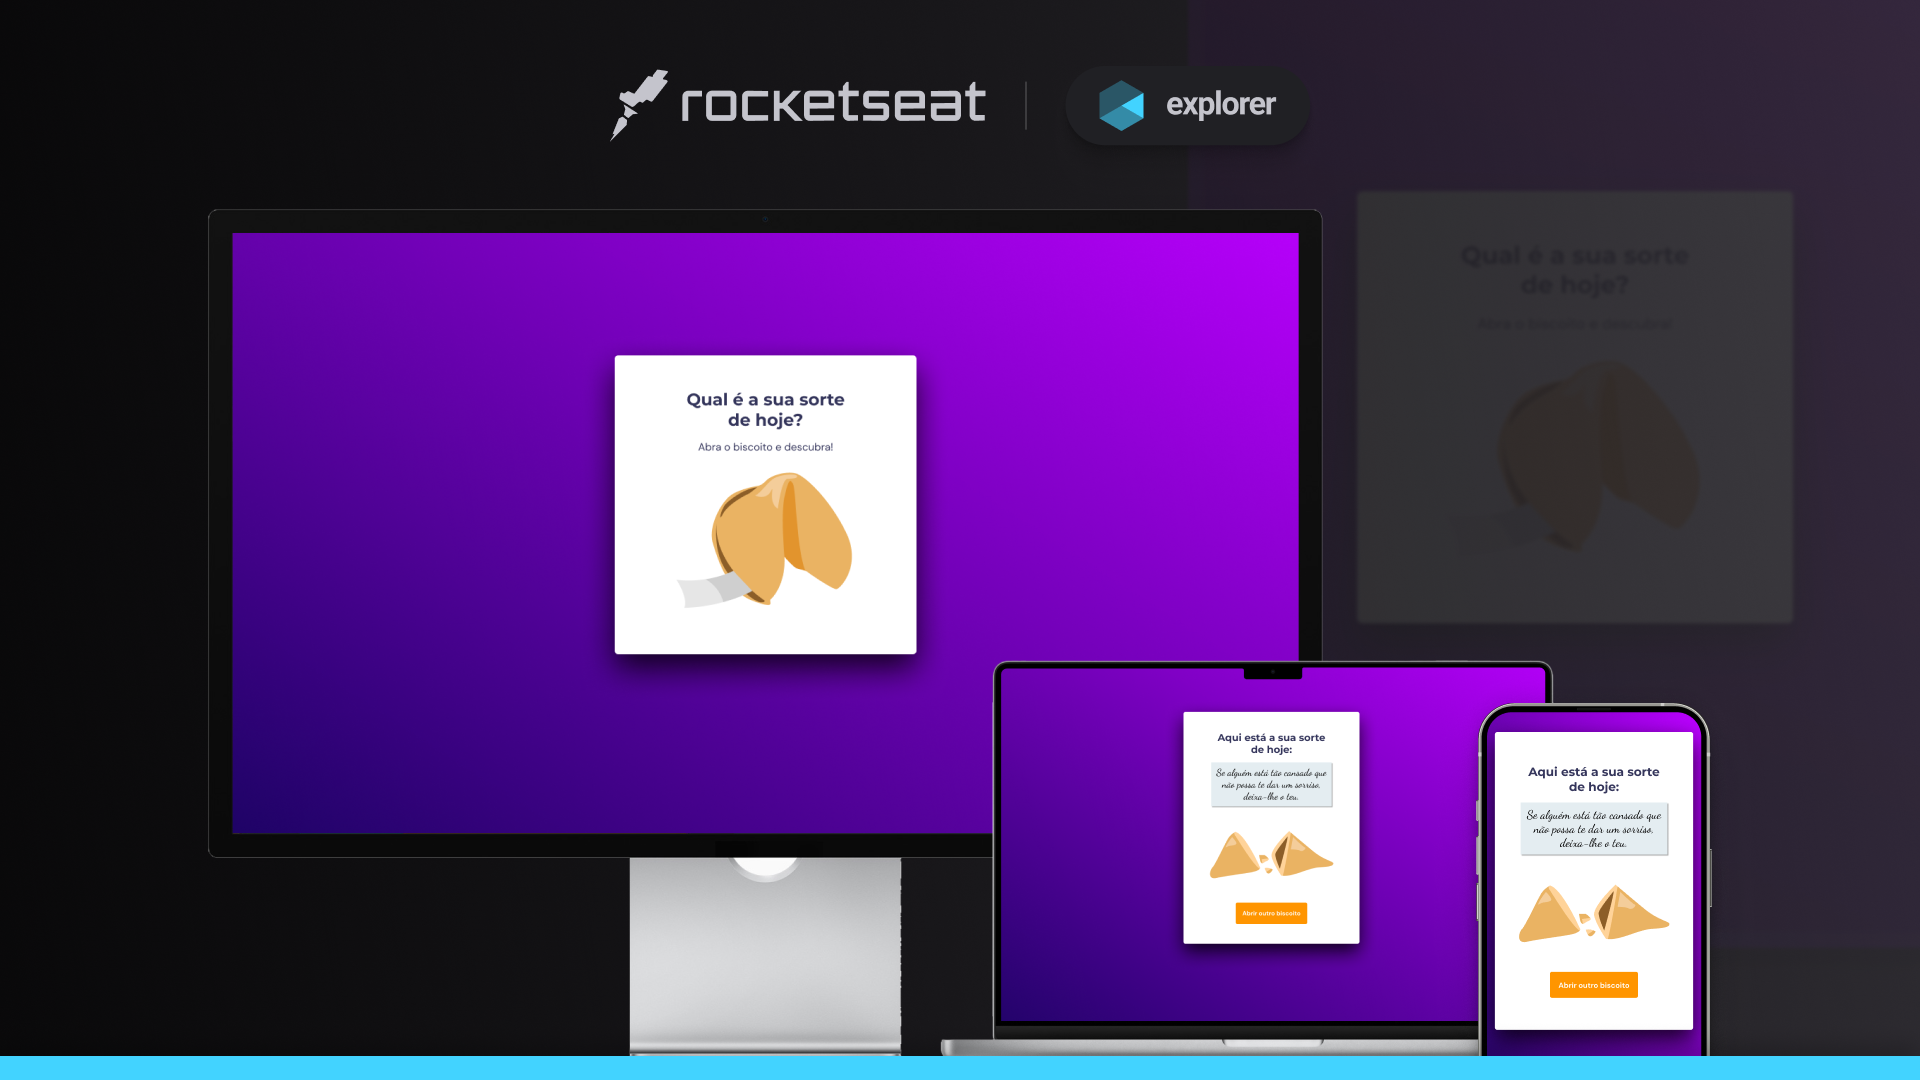 rocketseat
explorer
Qual é a sua sorte
de hoje?
Abra o biscoito e descubra!
Qual é a sua sorte
de hoje?
Abra o biscoito e descubra!
Aqui está a sua sorte
de hoje:
Se alguém está tão cansado que
não possa te dar um sorriso,
deixa-lhe o teu.
Abrir outro biscoito
Aqui está a sua sorte
de hoje:
Se alguém está tão cansado que
não possa te dar um sorriso,
deixa-lhe o teu.
Abrir outro biscoito